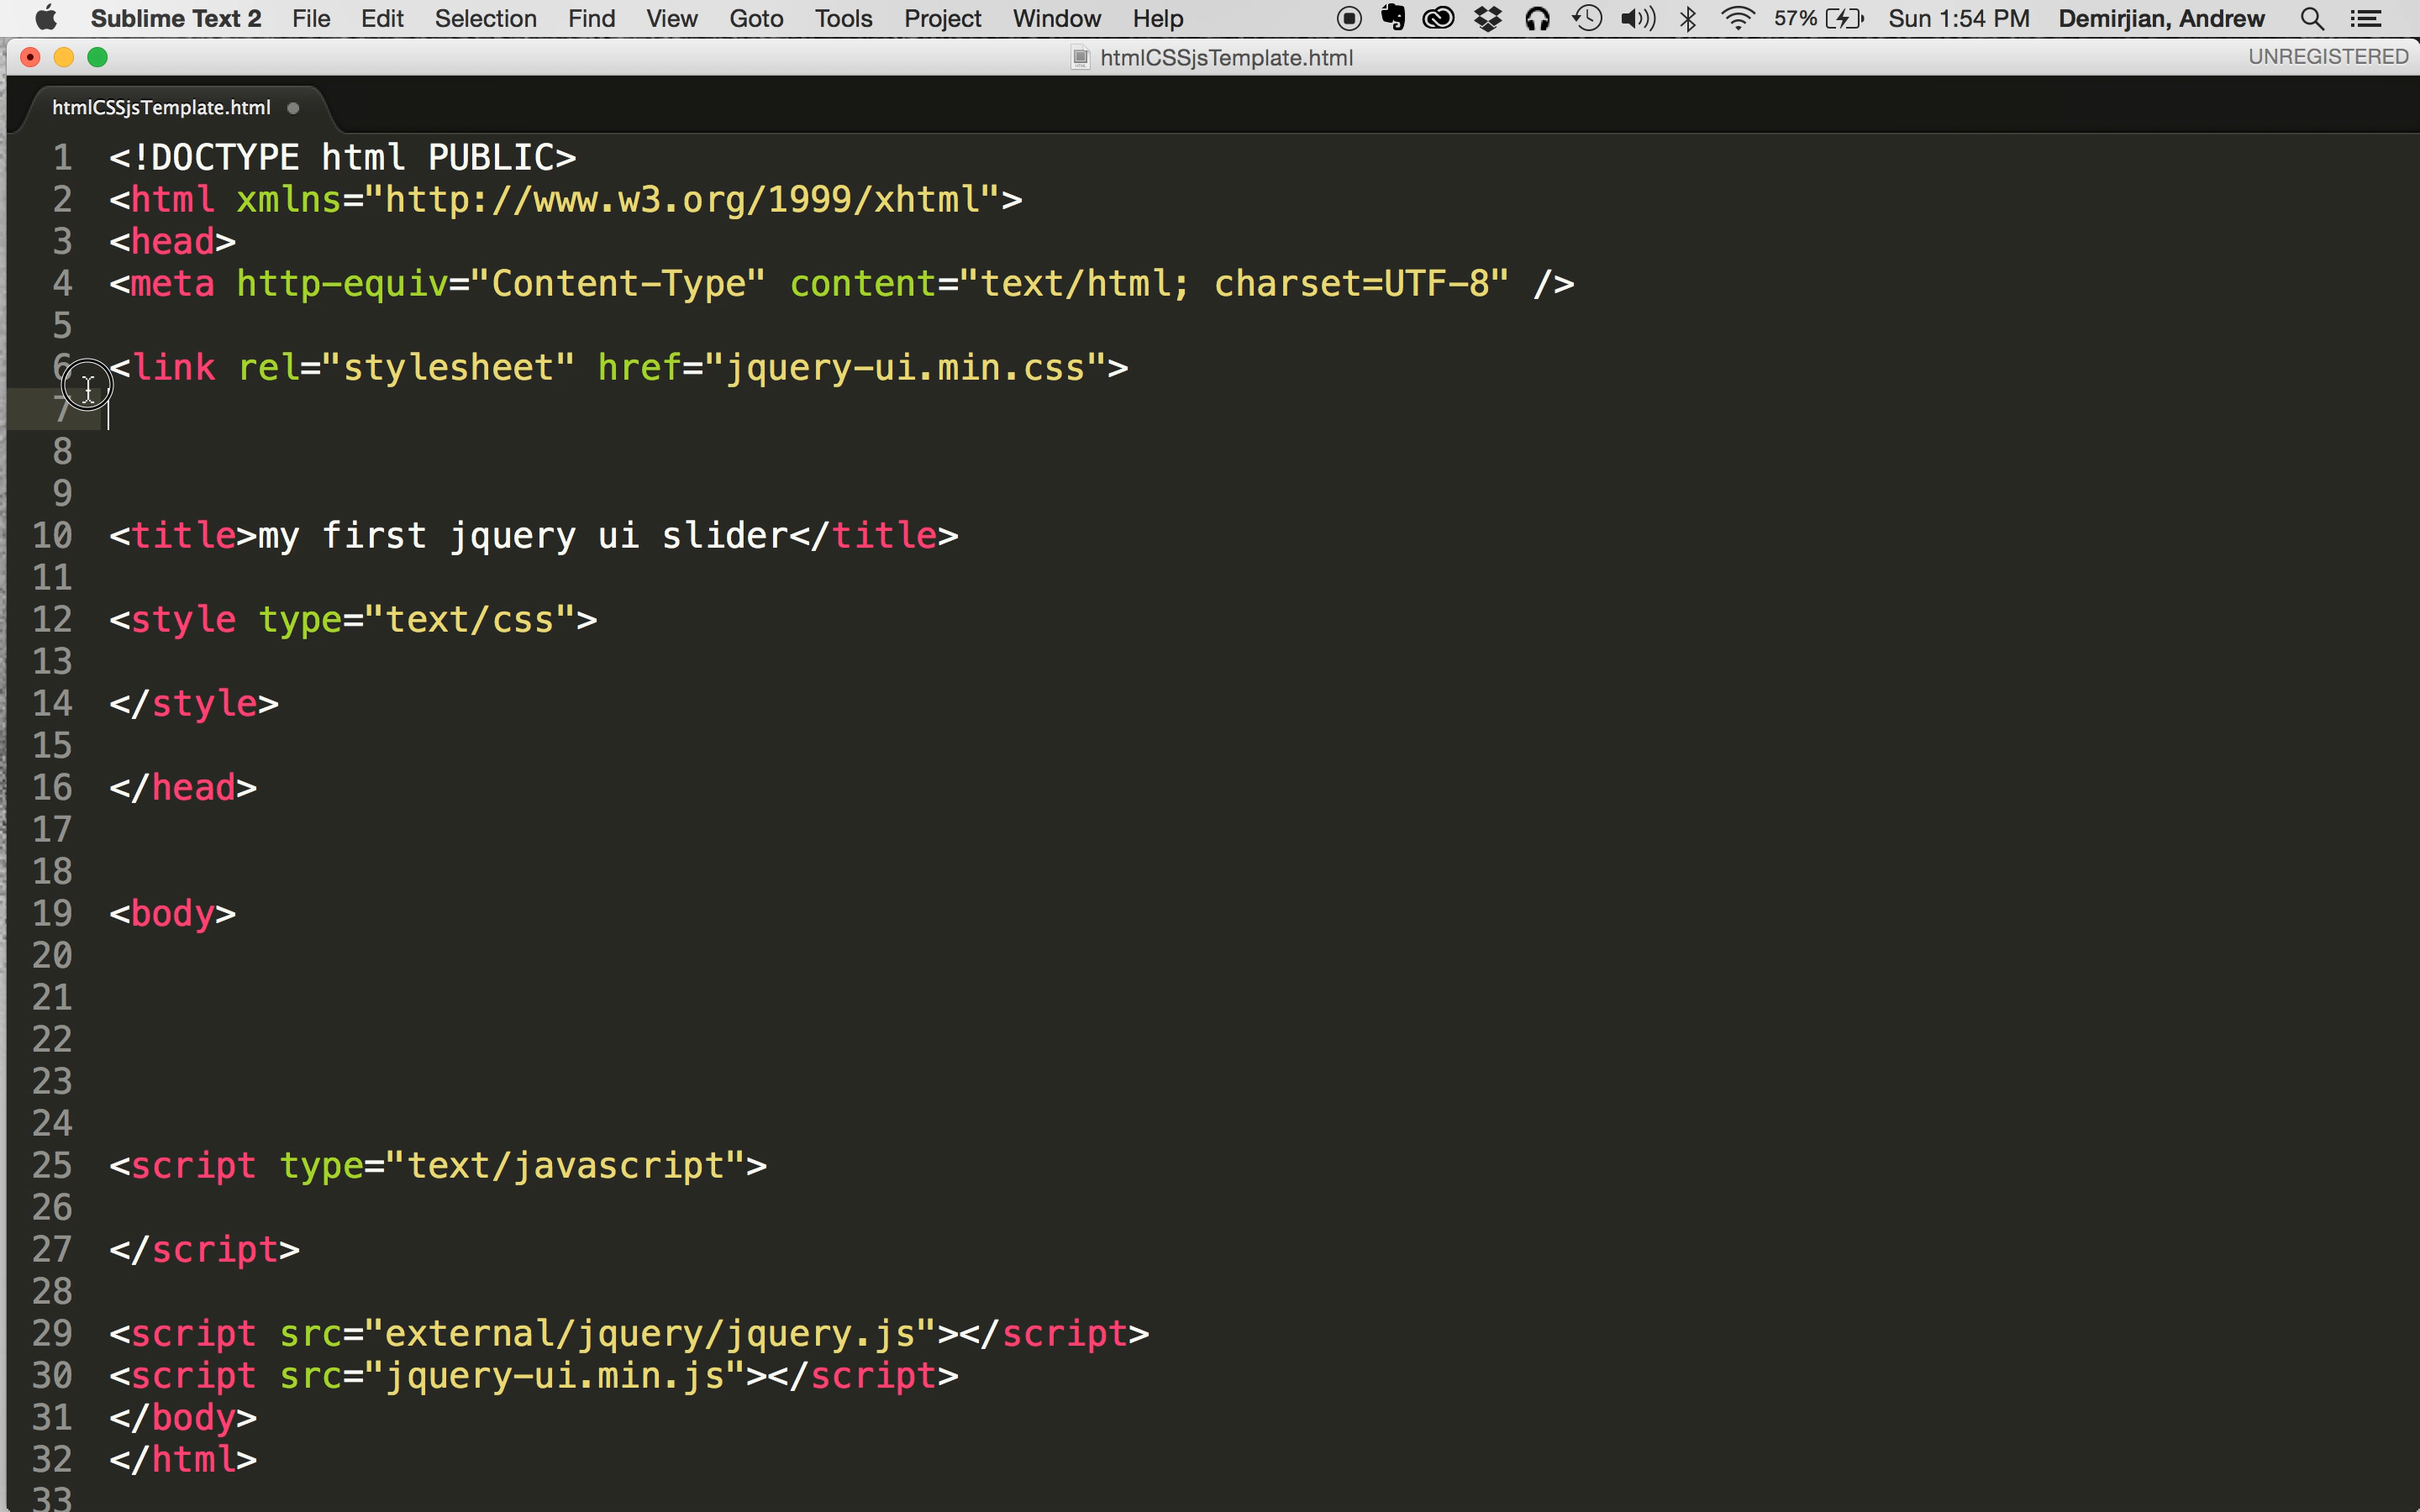 Sublime Text 2 File Edit Selection Find View Goto Tools Project Window Help 57% Sun 1:54 PM Demirjian, Andrew
htmlCSSjsTemplate.html UNREGISTERED
htmlCSSjsTemplate.html
1 <!DOCTYPE html PUBLIC>
2 <html xmlns="http://www.w3.org/1999/xhtml">
3 <head>
4 <meta http-equiv="Content-Type" content="text/html; charset=UTF-8" />
5
6 <link rel="stylesheet" href="jquery-ui.min.css">
7
8
9
10 <title>my first jquery ui slider</title>
11
12 <style type="text/css">
13
14 </style>
15
16 </head>
17
18
19 <body>
20
21
22
23
24
25 <script type="text/javascript">
26
27 </script>
28
29 <script src="external/jquery/jquery.js"></script>
30 <script src="jquery-ui.min.js"></script>
31 </body>
32 </html>
33